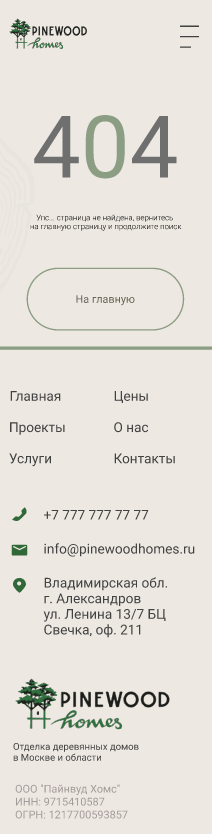 PINEWOOD
homes
404
Упс... страница не найдена, вернитесь
на главную страницу и продолжите поиск
На главную
Главная
Цены
Проекты
О нас
Услуги
Контакты
+7 777 777 77 77
info@pinewoodhomes.ru
Владимирская обл.
г. Александров
ул. Ленина 13/7 БЦ
Свечка, оф. 211
PINEWOOD
homes
Отделка деревянных домов
в Москве и области
ООО "Пайнвуд Хомс"
ИНН: 9715410587
ОГРН: 1217700593857